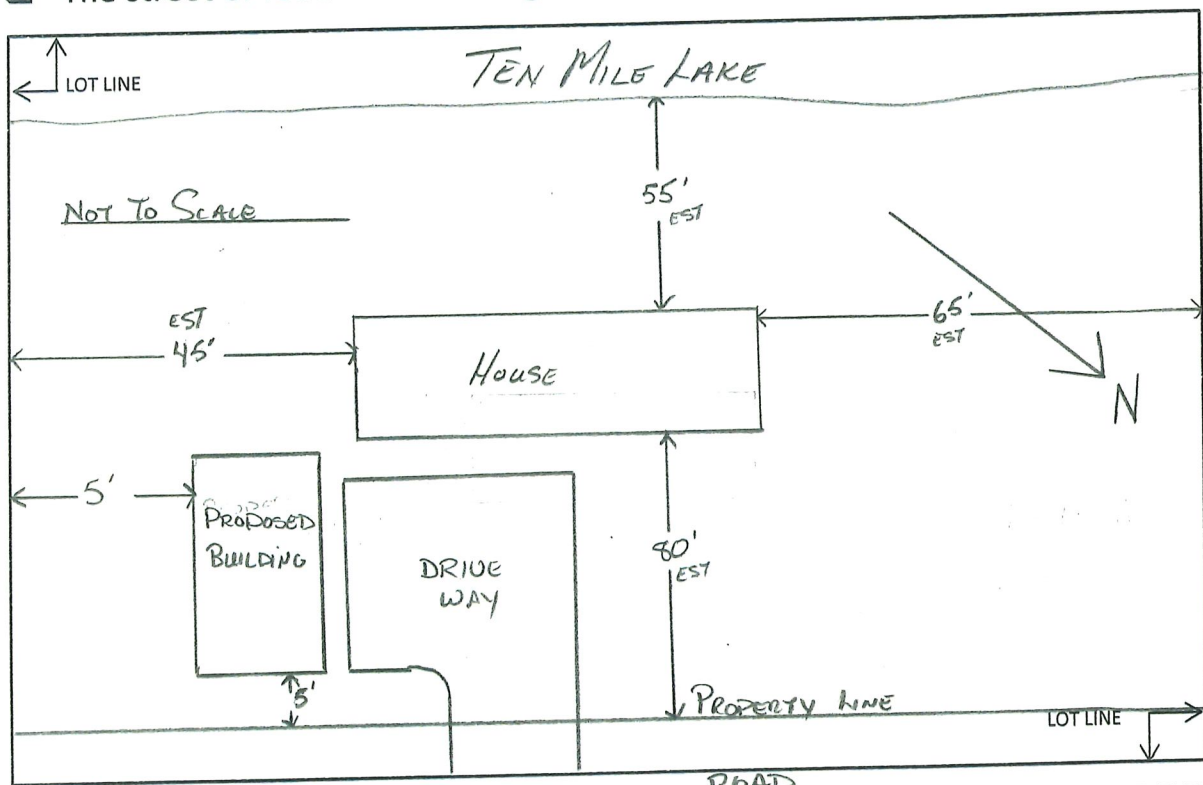 LOT LINE
TEN MILE LAKE
NOT TO SCALE
55'
EST
EST
45'
65'
EST
HOUSE
N
5'
PROPOSED
BUILDING
DRIVE
WAY
80'
EST
5'
PROPERTY LINE
LOT LINE
ROAD